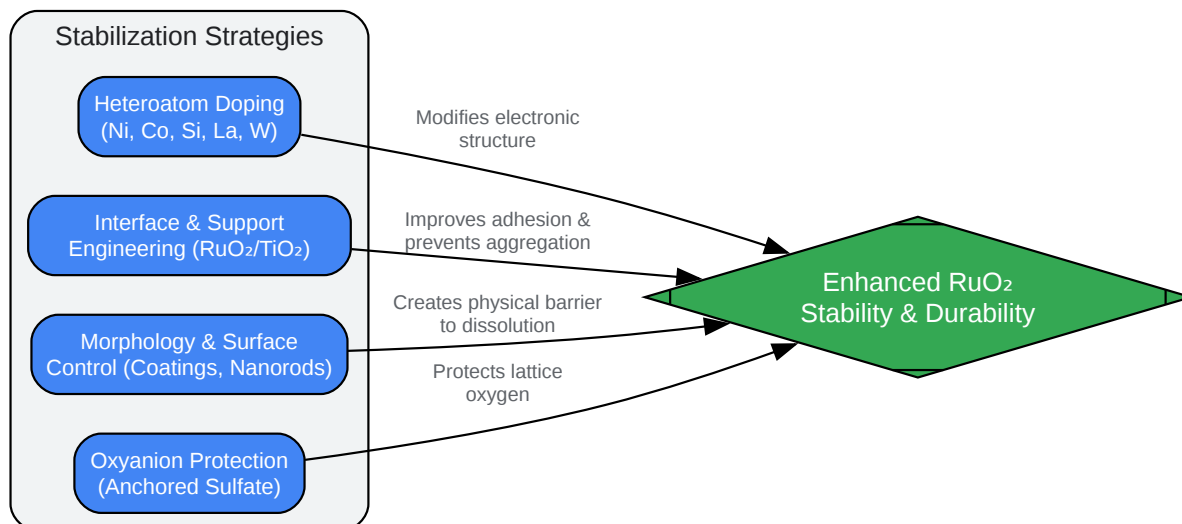 Stabilization Strategies
Heteroatom Doping
(Ni, Co, Si, La, W)
Modifies electronic
structure
Interface & Support
Engineering (RuO₂/TiO₂)
Improves adhesion &
prevents aggregation
Morphology & Surface
Control (Coatings, Nanorods)
Creates physical barrier
to dissolution
Oxyanion Protection
(Anchored Sulfate)
Protects lattice
oxygen
Enhanced RuO₂
Stability & Durability